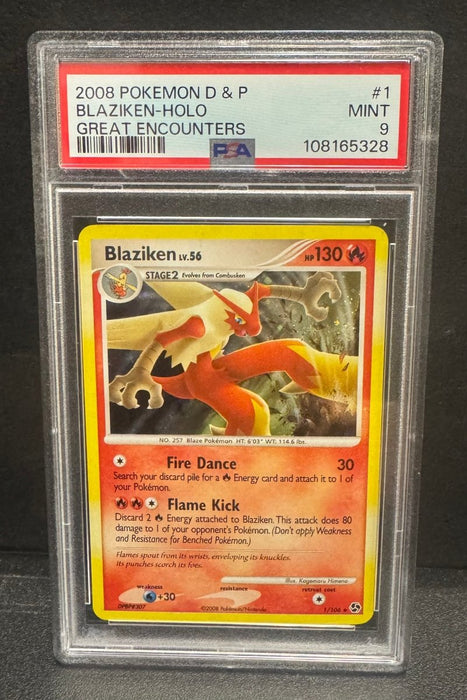 2008 POKEMON D & P #1
BLAZIKEN-HOLO MINT
GREAT ENCOUNTERS 9
PSA 108165328
Blaziken LV.56 HP 130
STAGE2 Evolves from Combusken
NO. 257 Blaze Pokémon HT: 6'03" WT: 114.6 lbs.
Fire Dance 30
Search your discard pile for a Energy card and attach it to 1 of
your Pokémon.
Flame Kick
Discard 2 Energy attached to Blaziken. This attack does 80
damage to 1 of your opponent's Pokémon. (Don't apply Weakness
and Resistance for Benched Pokémon.)
Flames spout from its wrists, enveloping its knuckles.
Its punches scorch its foes.
Illus. Kagemaru Himeno
weakness resistance retreat cost
+30
DPBP#307 ©2008 Pokémon/Nintendo 1/106